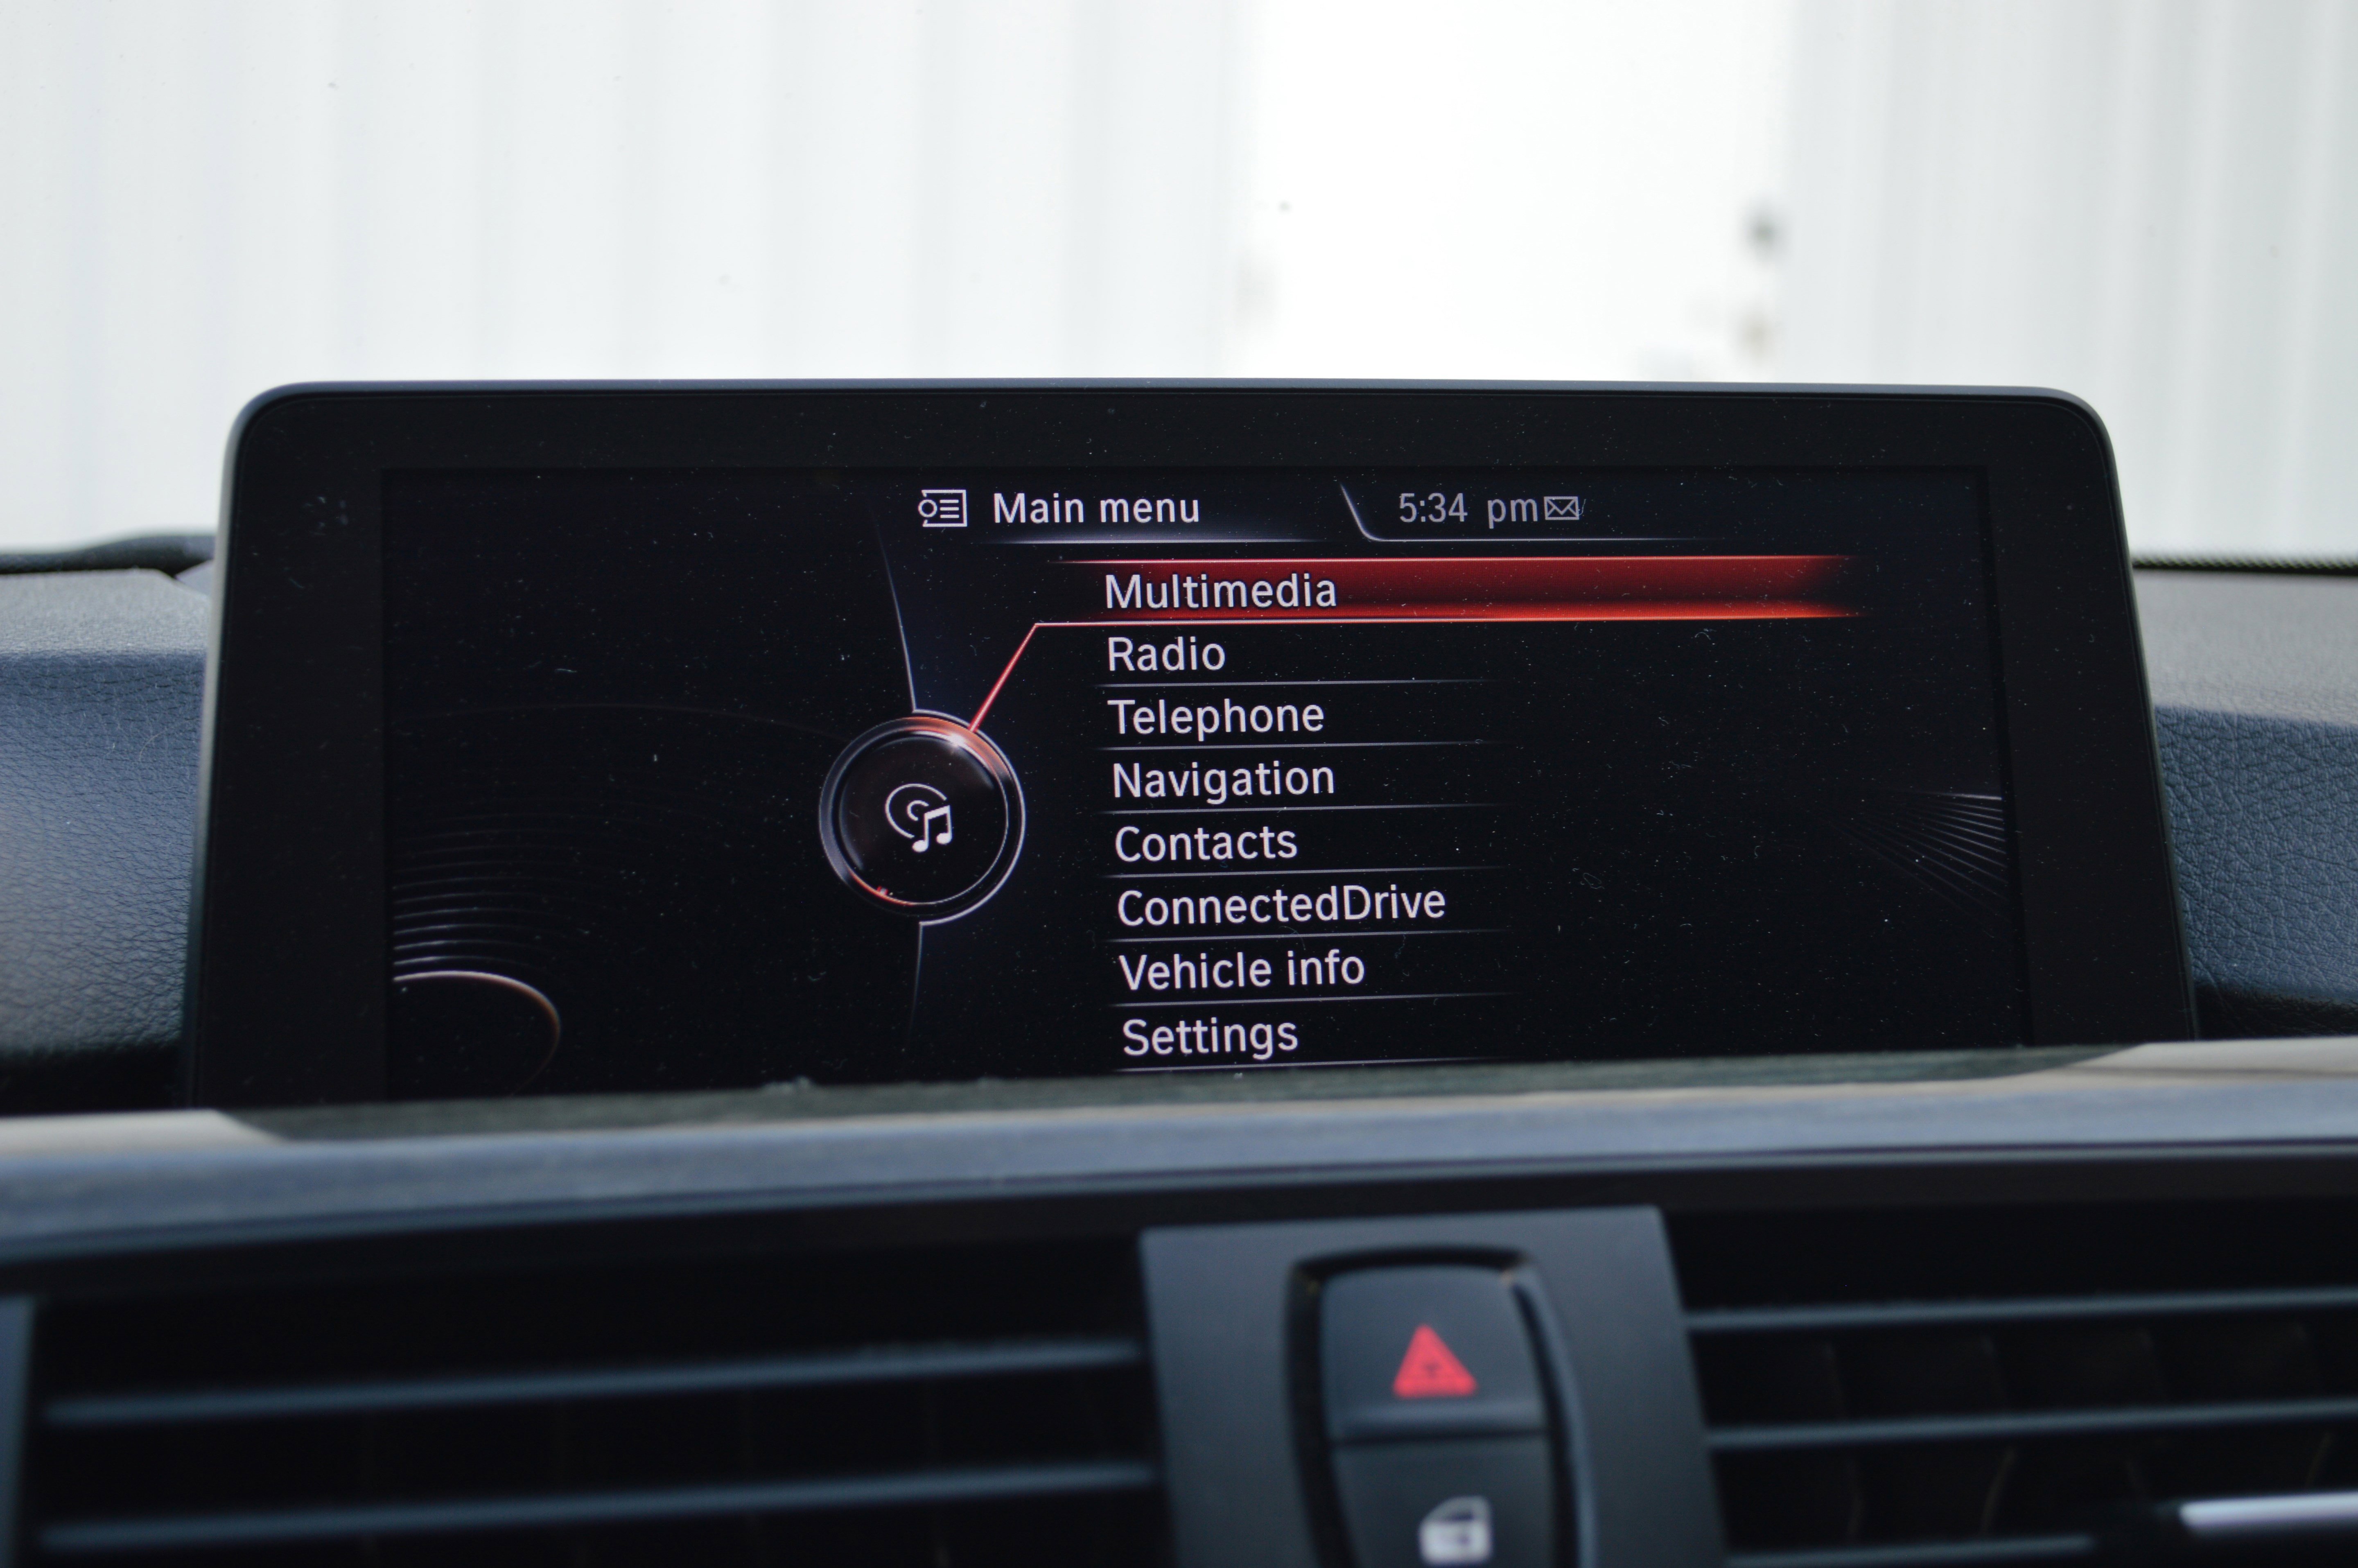 Main menu
5:34 pm
Multimedia
Radio
Telephone
Navigation
Contacts
ConnectedDrive
Vehicle info
Settings